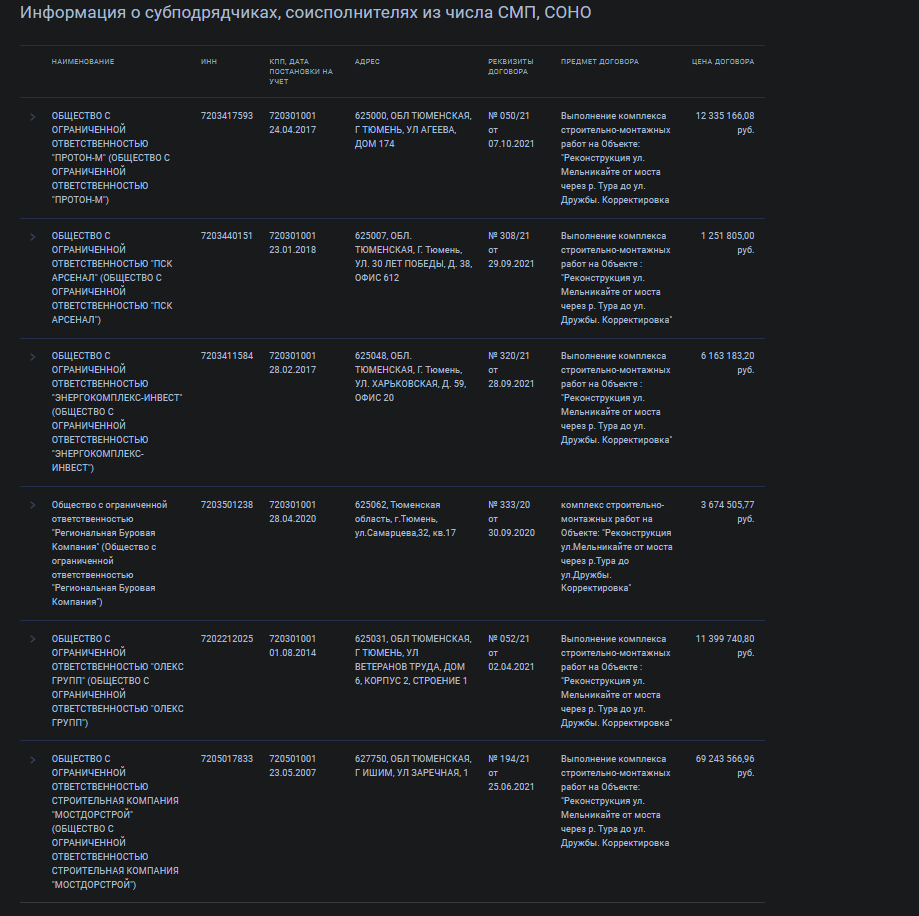 Информация о субподрядчиках, соисполнителях из числа СМП, СОНО
НАИМЕНОВАНИЕ
ИНН
КПП, ДАТА
ПОСТАНОВКИ НА
УЧЕТ
АДРЕС
РЕКВИЗИТЫ
ДОГОВОРА
ПРЕДМЕТ ДОГОВОРА
ЦЕНА ДОГОВОРА
ОБЩЕСТВО С
ОГРАНИЧЕННОЙ
ОТВЕТСТВЕННОСТЬЮ
"ПРОТОН-М" (ОБЩЕСТВО С
ОГРАНИЧЕННОЙ
ОТВЕТСТВЕННОСТЬЮ
"ПРОТОН-М")
7203417593
720301001
24.04.2017
625000, ОБЛ ТЮМЕНСКАЯ,
Г ТЮМЕНЬ, УЛ АГЕЕВА,
ДОМ 174
№ 050/21
от
07.10.2021
Выполнение комплекса
строительно-монтажных
работ на Объекте:
"Реконструкция ул.
Мельникайте от моста
через р. Тура до ул.
Дружбы. Корректировка
12 335 166,08
руб.
ОБЩЕСТВО С
ОГРАНИЧЕННОЙ
ОТВЕТСТВЕННОСТЬЮ "ПСК
АРСЕНАЛ" (ОБЩЕСТВО С
ОГРАНИЧЕННОЙ
ОТВЕТСТВЕННОСТЬЮ "ПСК
АРСЕНАЛ")
7203440151
720301001
23.01.2018
625007, ОБЛ.
ТЮМЕНСКАЯ, Г. Тюмень,
УЛ. 30 ЛЕТ ПОБЕДЫ, Д. 38,
ОФИС 612
№ 308/21
от
29.09.2021
Выполнение комплекса
строительно-монтажных
работ на Объекте :
"Реконструкция ул.
Мельникайте от моста
через р. Тура до ул.
Дружбы. Корректировка"
1 251 805,00
руб.
ОБЩЕСТВО С
ОГРАНИЧЕННОЙ
ОТВЕТСТВЕННОСТЬЮ
"ЭНЕРГОКОМПЛЕКС-ИНВЕСТ"
(ОБЩЕСТВО С
ОГРАНИЧЕННОЙ
ОТВЕТСТВЕННОСТЬЮ
"ЭНЕРГОКОМПЛЕКС-
ИНВЕСТ")
7203411584
720301001
28.02.2017
625048, ОБЛ.
ТЮМЕНСКАЯ, Г. Тюмень,
УЛ. ХАРЬКОВСКАЯ, Д. 59,
ОФИС 20
№ 320/21
от
28.09.2021
Выполнение комплекса
строительно-монтажных
работ на Объекте :
"Реконструкция ул.
Мельникайте от моста
через р. Тура до ул.
Дружбы. Корректировка"
6 163 183,20
руб.
Общество с ограниченной
ответственностью
"Региональная Буровая
Компания" (Общество с
ограниченной
ответственностью
"Региональная Буровая
Компания")
7203501238
720301001
28.04.2020
625062, Тюменская
область, г.Тюмень,
ул.Самарцева,32, кв.17
№ 333/20
от
30.09.2020
комплекс строительно-
монтажных работ на
Объекте: "Реконструкция
ул.Мельникайте от моста
через р.Тура до
ул.Дружбы.
Корректировка"
3 674 505,77
руб.
ОБЩЕСТВО С
ОГРАНИЧЕННОЙ
ОТВЕТСТВЕННОСТЬЮ "ОЛЕКС
ГРУПП" (ОБЩЕСТВО С
ОГРАНИЧЕННОЙ
ОТВЕТСТВЕННОСТЬЮ "ОЛЕКС
ГРУПП")
7202212025
720301001
01.08.2014
625031, ОБЛ ТЮМЕНСКАЯ,
Г ТЮМЕНЬ, УЛ
ВЕТЕРАНОВ ТРУДА, ДОМ
6, КОРПУС 2, СТРОЕНИЕ 1
№ 052/21
от
02.04.2021
Выполнение комплекса
строительно-монтажных
работ на Объекте :
"Реконструкция ул.
Мельникайте от моста
через р. Тура до ул.
Дружбы. Корректировка"
11 399 740,80
руб.
ОБЩЕСТВО С
ОГРАНИЧЕННОЙ
ОТВЕТСТВЕННОСТЬЮ
СТРОИТЕЛЬНАЯ КОМПАНИЯ
"МОСТДОРСТРОЙ"
(ОБЩЕСТВО С
ОГРАНИЧЕННОЙ
ОТВЕТСТВЕННОСТЬЮ
СТРОИТЕЛЬНАЯ КОМПАНИЯ
"МОСТДОРСТРОЙ")
7205017833
720501001
23.05.2007
627750, ОБЛ ТЮМЕНСКАЯ,
Г ИШИМ, УЛ ЗАРЕЧНАЯ, 1
№ 194/21
от
25.06.2021
Выполнение комплекса
строительно-монтажных
работ на Объекте:
"Реконструкция ул.
Мельникайте от моста
через р. Тура до ул.
Дружбы. Корректировка
69 243 566,96
руб.